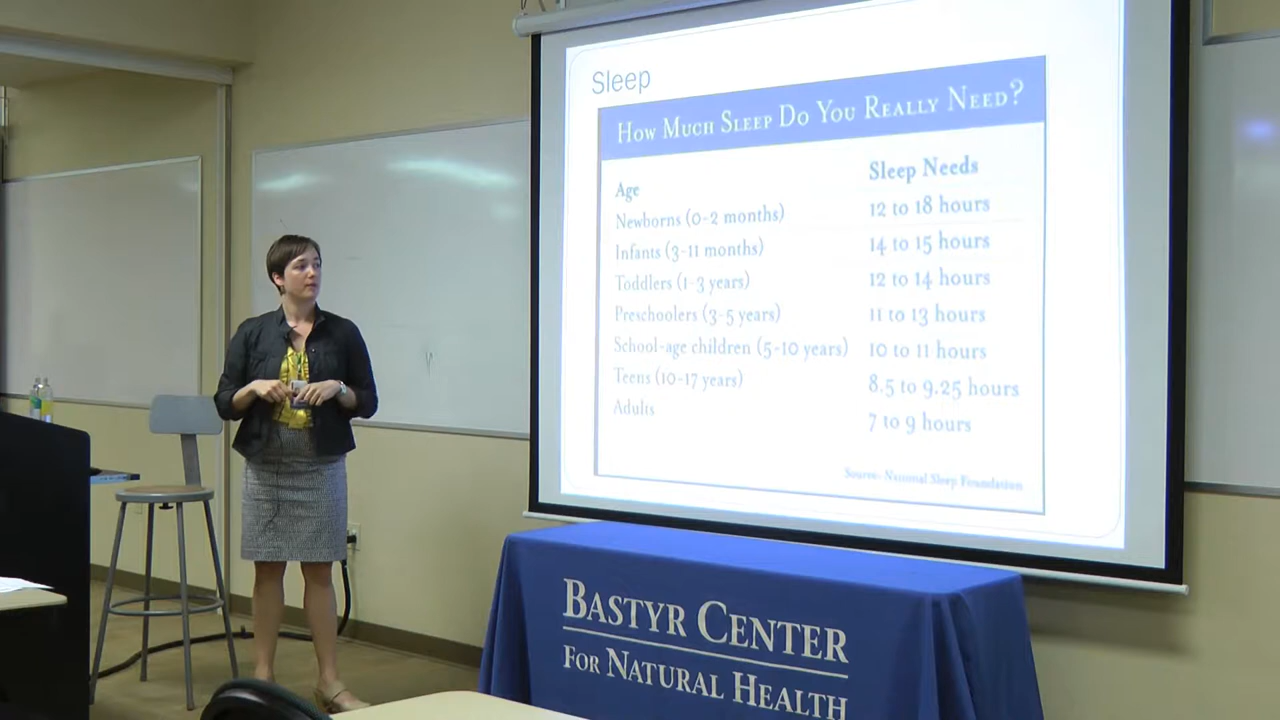 Sleep
How Much Sleep Do You Really Need?
Age Sleep Needs
Newborns (0-2 months) 12 to 18 hours
Infants (3-11 months) 14 to 15 hours
Toddlers (1-3 years) 12 to 14 hours
Preschoolers (3-5 years) 11 to 13 hours
School-age children (5-10 years) 10 to 11 hours
Teens (10-17 years) 8.5 to 9.25 hours
Adults 7 to 9 hours
Source: National Sleep Foundation
Bastyr Center
For Natural Health